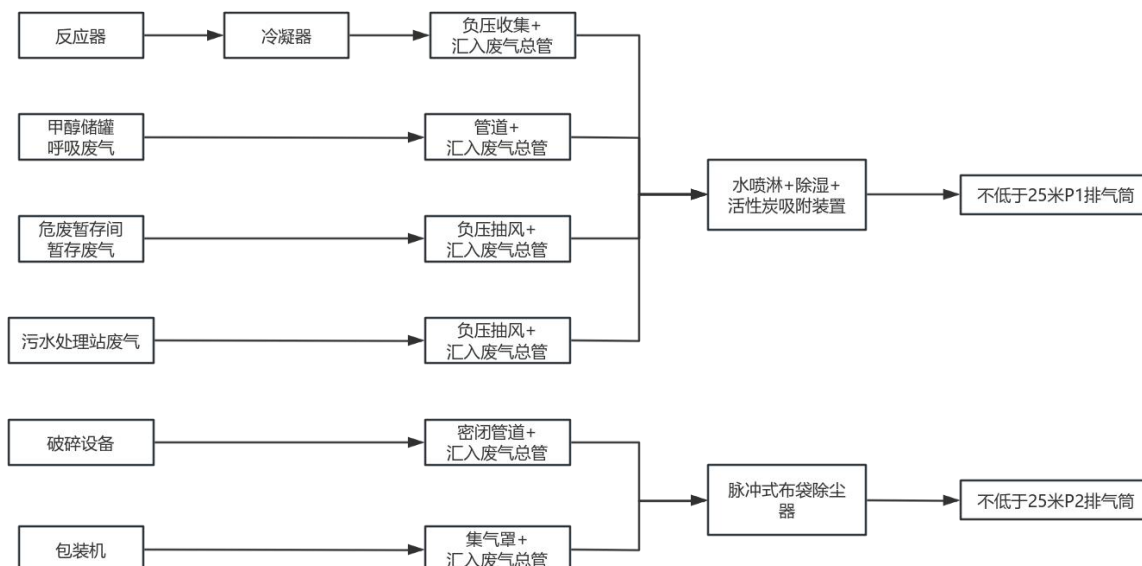 反应器
冷凝器
负压收集+
汇入废气总管
甲醇储罐
呼吸废气
管道+
汇入废气总管
水喷淋+除湿+
活性炭吸附装置
不低于25米P1排气筒
危废暂存间
暂存废气
负压抽风+
汇入废气总管
污水处理站废气
负压抽风+
汇入废气总管
破碎设备
密闭管道+
汇入废气总管
脉冲式布袋除尘
器
不低于25米P2排气筒
包装机
集气罩+
汇入废气总管